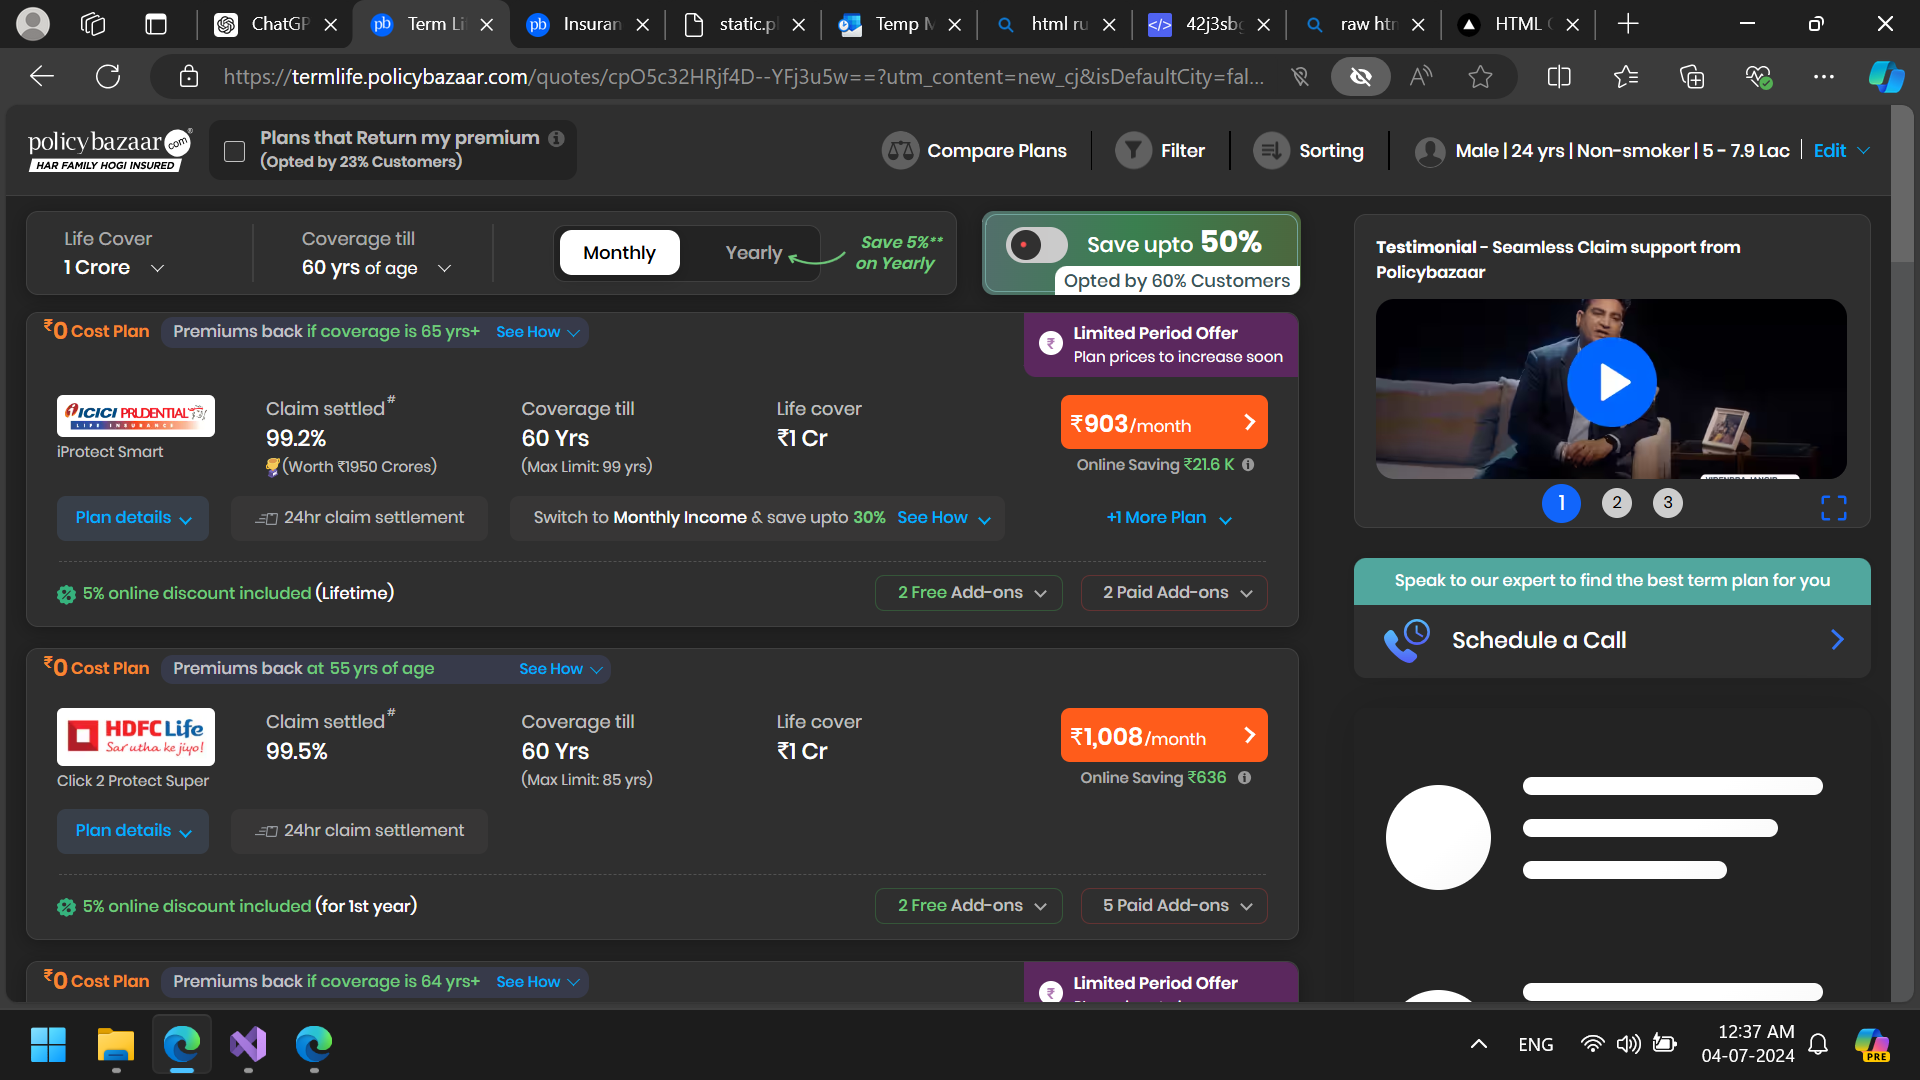 ChatGP
Term Li
Insuran
static.pl
Temp M
html ru
42j3sbg
raw htm
HTML
https://termlife.policybazaar.com/quotes/cpO5c32HRjf4D--YFj3u5w==?utm_content=new_cj&isDefaultCity=fal...
policybazaar.com
HAR FAMILY HOGI INSURED
Plans that Return my premium
(Opted by 23% Customers)
Compare Plans
Filter
Sorting
Male | 24 yrs | Non-smoker | 5 - 7.9 Lac
Edit
Life Cover
1 Crore
Coverage till
60 yrs of age
Monthly
Yearly
Save 5%**
on Yearly
Save upto 50%
Opted by 60% Customers
₹0 Cost Plan
Premiums back if coverage is 65 yrs+ See How
Limited Period Offer
Plan prices to increase soon
ICICI PRUDENTIAL
LIFE INSURANCE
iProtect Smart
Claim settled#
99.2%
(Worth ₹1950 Crores)
Coverage till
60 Yrs
(Max Limit: 99 yrs)
Life cover
₹1 Cr
₹903/month
Online Saving ₹21.6 K
Plan details
24hr claim settlement
Switch to Monthly Income & save upto 30% See How
+1 More Plan
5% online discount included (Lifetime)
2 Free Add-ons
2 Paid Add-ons
₹0 Cost Plan
Premiums back at 55 yrs of age See How
HDFC Life
Sar utha ke jiyo!
Click 2 Protect Super
Claim settled#
99.5%
Coverage till
60 Yrs
(Max Limit: 85 yrs)
Life cover
₹1 Cr
₹1,008/month
Online Saving ₹636
Plan details
24hr claim settlement
5% online discount included (for 1st year)
2 Free Add-ons
5 Paid Add-ons
₹0 Cost Plan
Premiums back if coverage is 64 yrs+ See How
Limited Period Offer
Testimonial - Seamless Claim support from
Policybazaar
1
2
3
Speak to our expert to find the best term plan for you
Schedule a Call
ENG
12:37 AM
04-07-2024
PRE